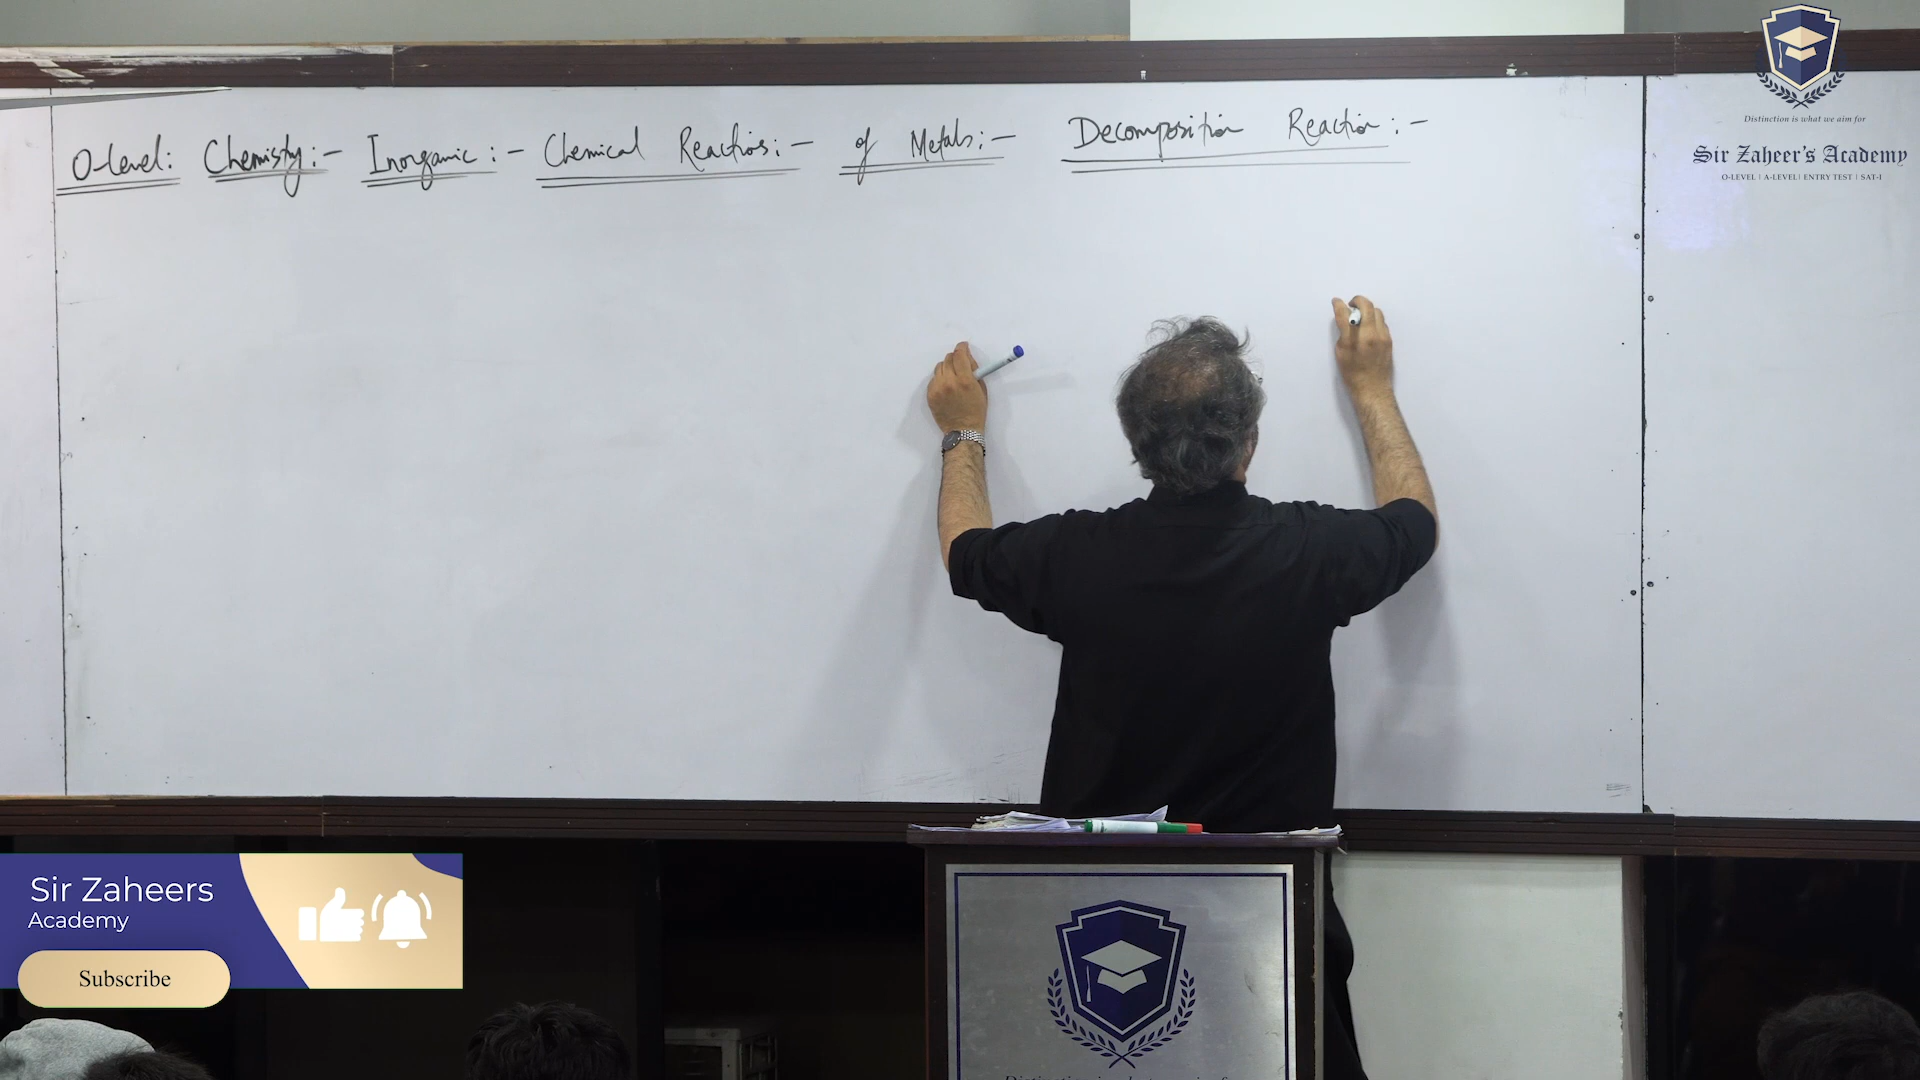 O-level: Chemistry:- Inorganic:- Chemical Reactios:- of Metals:- Decomposition Reaction:-
Distinction is what we aim for
Sir Zaheer's Academy
O-LEVEL | A-LEVEL | ENTRY TEST | SAT-I
Sir Zaheers
Academy
Subscribe